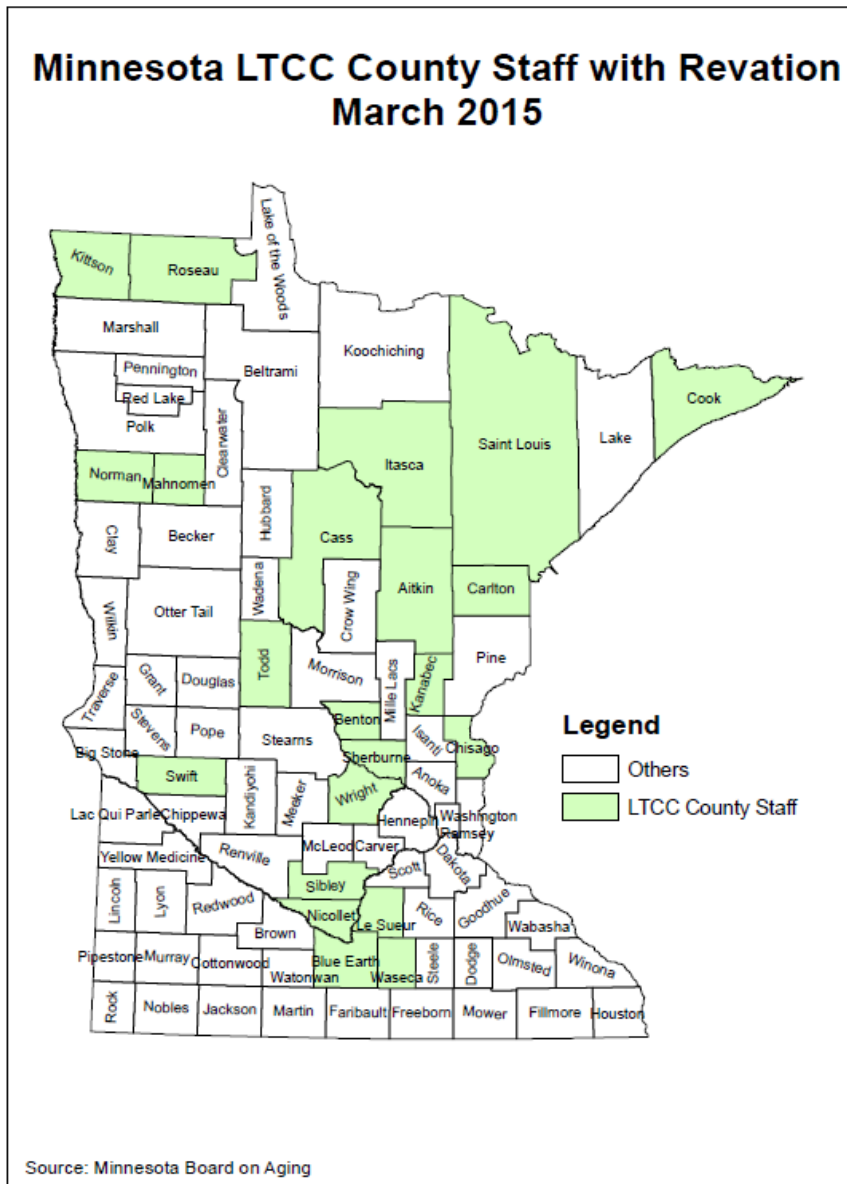 Minnesota LTCC County Staff with Revation
March 2015
Lake of the Woods
Kittson
Roseau
Marshall
Koochiching
Pennington
Beltrami
Red Lake
Polk
Clearwater
Cook
Saint Louis
Lake
Itasca
Norman
Mahnomen
Hubbard
Cass
Clay
Becker
Wadena
Crow Wing
Aitkin
Carlton
Wilkin
Otter Tail
Todd
Morrison
Mille Lacs
Kanabec
Pine
Traverse
Grant
Douglas
Stevens
Pope
Stearns
Benton
Isanti
Big Stone
Sherburne
Chisago
Swift
Anoka
Kandiyohi
Meeker
Wright
Lac Qui Parle
Chippewa
Hennepin
Washington
Ramsey
Yellow Medicine
Renville
McLeod
Carver
Scott
Dakota
Sibley
Lincoln
Lyon
Redwood
Nicollet
Le Sueur
Rice
Goodhue
Wabasha
Brown
Pipestone
Murray
Cottonwood
Watonwan
Blue Earth
Waseca
Steele
Dodge
Olmsted
Winona
Rock
Nobles
Jackson
Martin
Faribault
Freeborn
Mower
Fillmore
Houston
Legend
Others
LTCC County Staff
Source: Minnesota Board on Aging